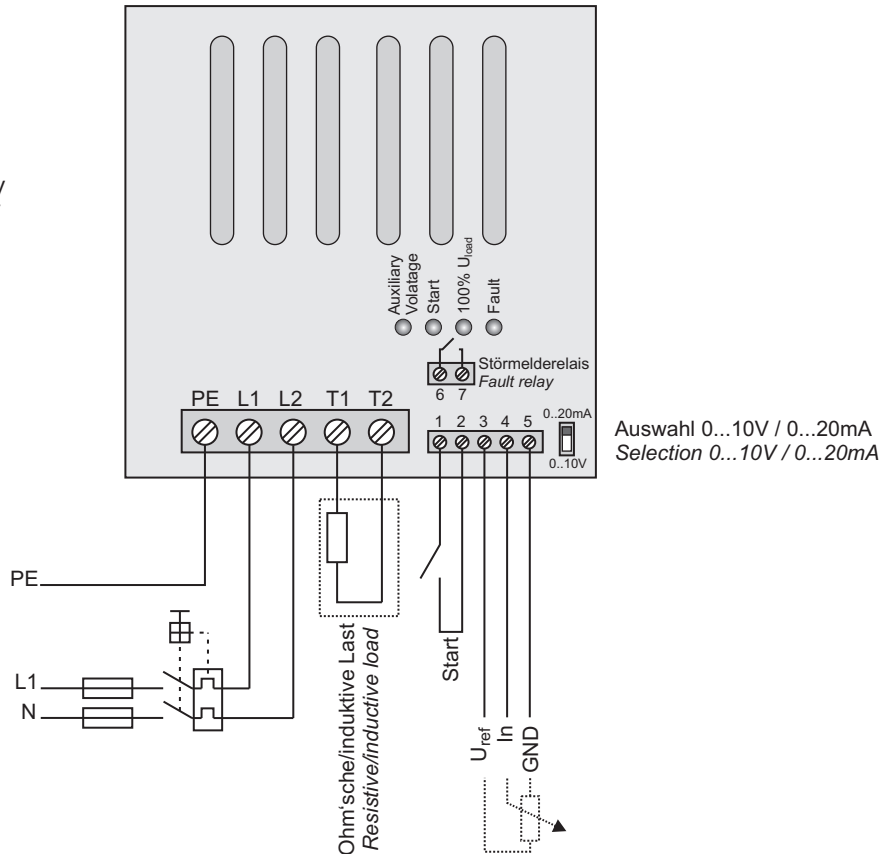 Auxiliary
Volatage
Start
100% Uload
Fault
Störmelderelais
Fault relay
6 7
PE L1 L2 T1 T2
1 2 3 4 5
0..20mA
0..10V
Auswahl 0...10V / 0...20mA
Selection 0...10V / 0...20mA
PE
L1
N
Ohm'sche/induktive Last
Resistive/inductive load
Start
Uref
In
GND